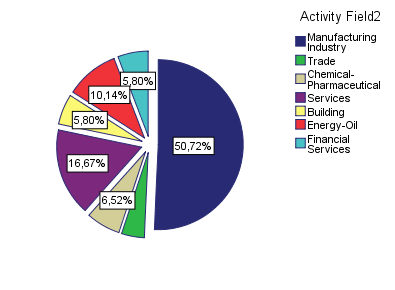 Activity Field2
Manufacturing
Industry
Trade
Chemical-
Pharmaceutical
Services
Building
Energy-Oil
Financial
Services
5,80%
10,14%
5,80%
50,72%
16,67%
6,52%